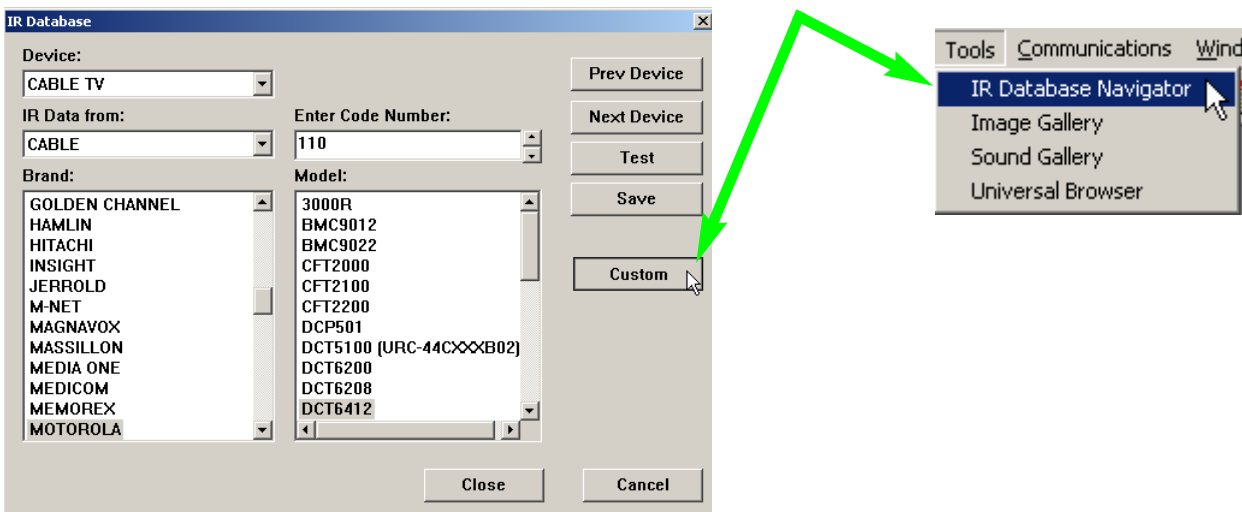 IR Database
Device:
CABLE TV
IR Data from:
CABLE
Enter Code Number:
110
Brand:
GOLDEN CHANNEL
HAMLIN
HITACHI
INSIGHT
JERROLD
M-NET
MAGNAVOX
MASSILLON
MEDIA ONE
MEDICOM
MEMOREX
MOTOROLA
Model:
3000R
BMC9012
BMC9022
CFT2000
CFT2100
CFT2200
DCP501
DCT5100 (URC-44CXXXB02)
DCT6200
DCT6208
DCT6412
Prev Device
Next Device
Test
Save
Custom
Close
Cancel
Tools Communications Wind
IR Database Navigator
Image Gallery
Sound Gallery
Universal Browser